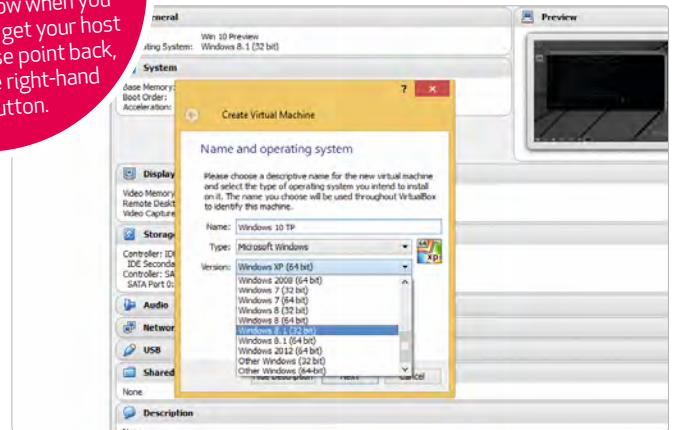 ow when you
get your host
se point back,
e right-hand
utton.
General
Win 10 Preview
ating System: Windows 8.1 (32 bit)
System
Base Memory:
Boot Order:
Acceleration:
Preview
Display
Video Memory
Remote Deskt
Video Capture
Storag
Controller: IDE
IDE Seconda
Controller: SA
SATA Port 0:
Audio
Networ
USB
Shared
None
Description
? ×
Create Virtual Machine
Name and operating system
Please choose a descriptive name for the new virtual machine
and select the type of operating system you intend to install
on it. The name you choose will be used throughout VirtualBox
to identify this machine.
Name: Windows 10 TP
Type: Microsoft Windows
64
XP
Version: Windows XP (64 bit)
Windows 2008 (64 bit)
Windows 7 (32 bit)
Windows 7 (64 bit)
Windows 8 (32 bit)
Windows 8 (64 bit)
Windows 8.1 (32 bit)
Windows 8.1 (64 bit)
Windows 2012 (64 bit)
Other Windows (32 bit)
Other Windows (64-bit)
Hide Description Next Cancel